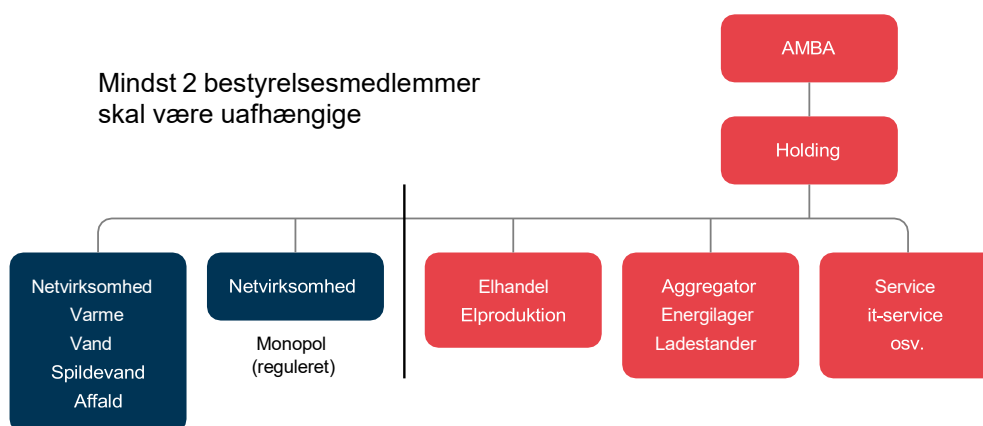 AMBA
Mindst 2 bestyrelsesmedlemmer
skal være uafhængige
Holding
Netvirksomhed
Varme
Vand
Spildevand
Affald
Netvirksomhed
Monopol
(reguleret)
Elhandel
Elproduktion
Aggregator
Energilager
Ladestander
Service
it-service
osv.